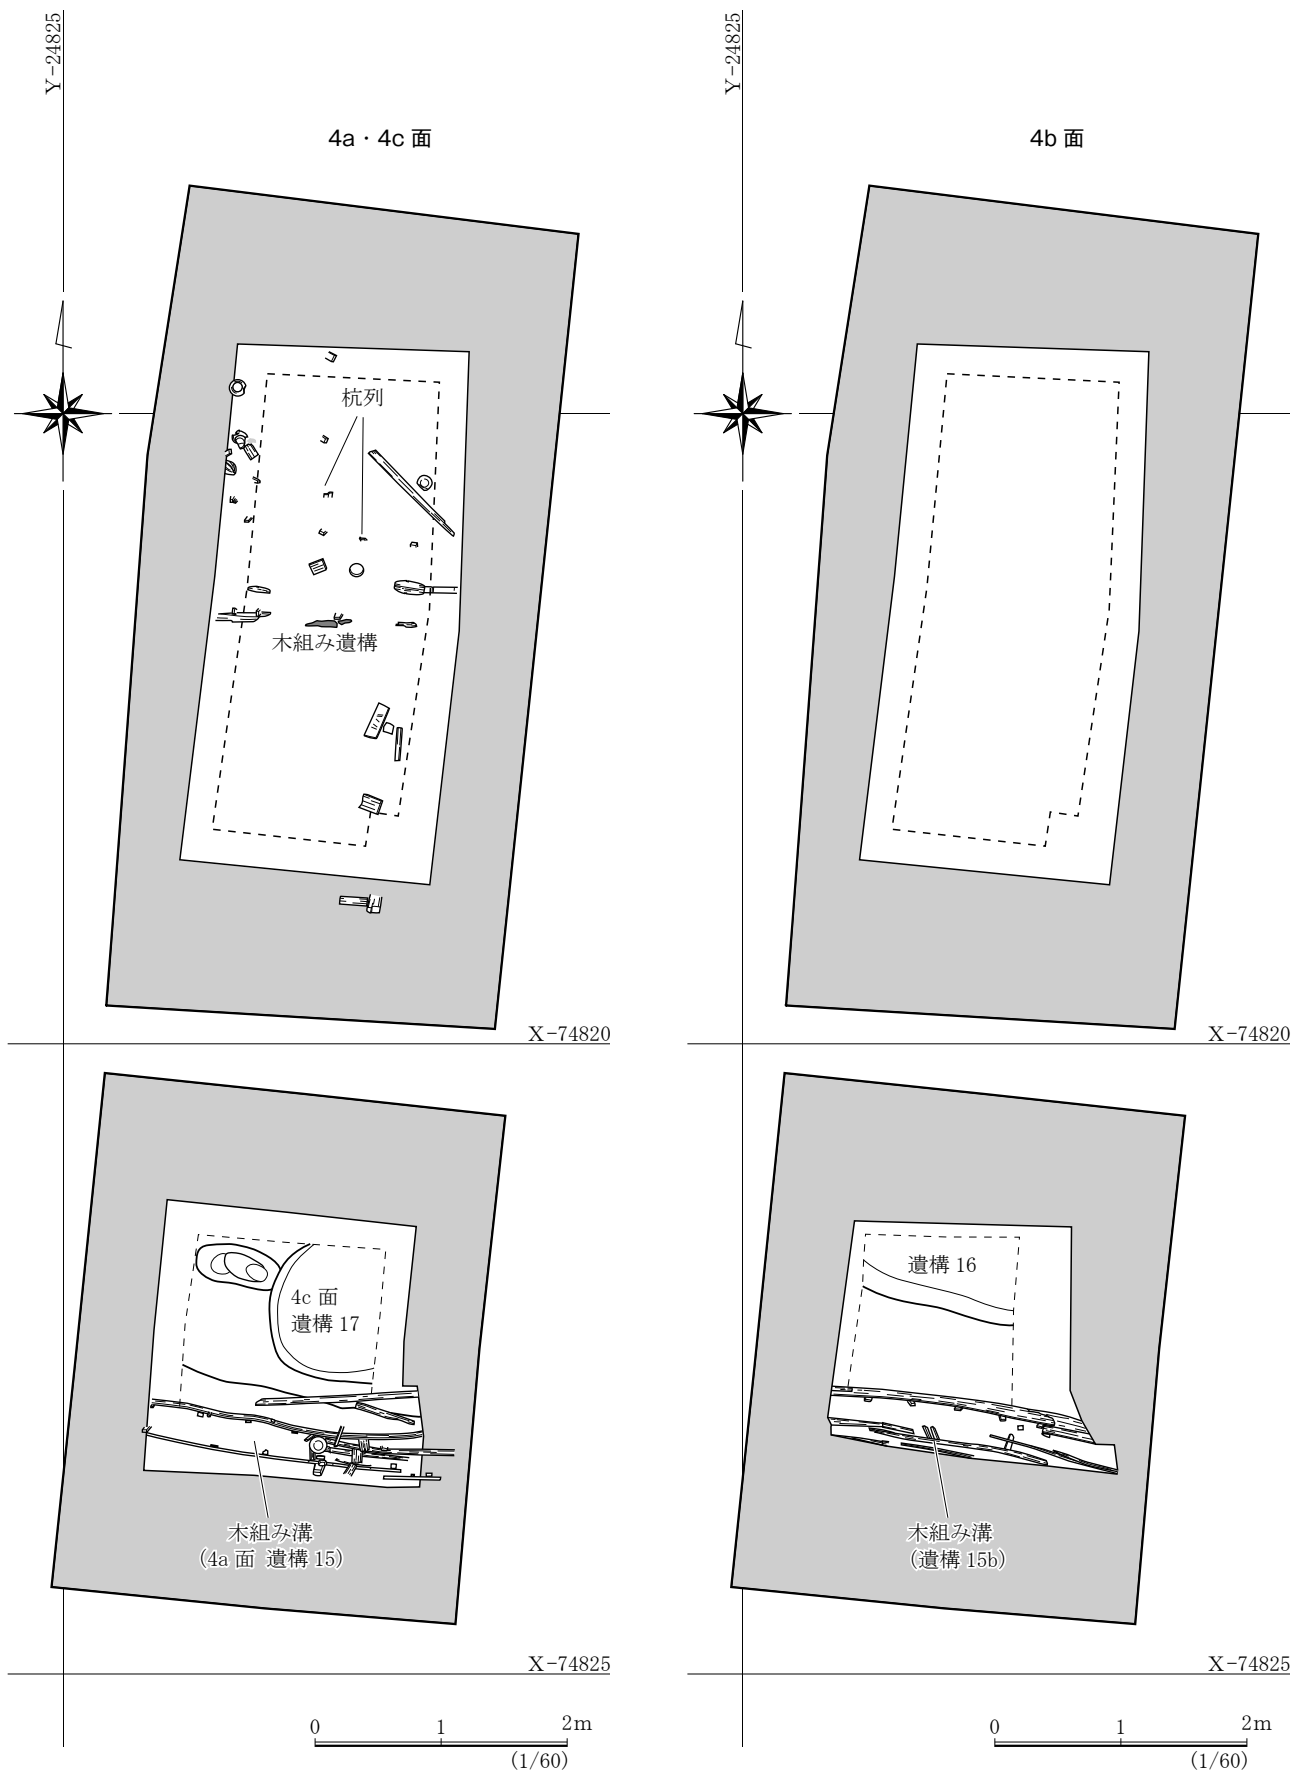 Y-24825
4a・4c 面
杭列
木組み遺構
X-74820
4c 面
遺構 17
木組み溝
(4a 面 遺構 15)
X-74825
0 1 2m
(1/60)
Y-24825
4b 面
X-74820
遺構 16
木組み溝
(遺構 15b)
X-74825
0 1 2m
(1/60)